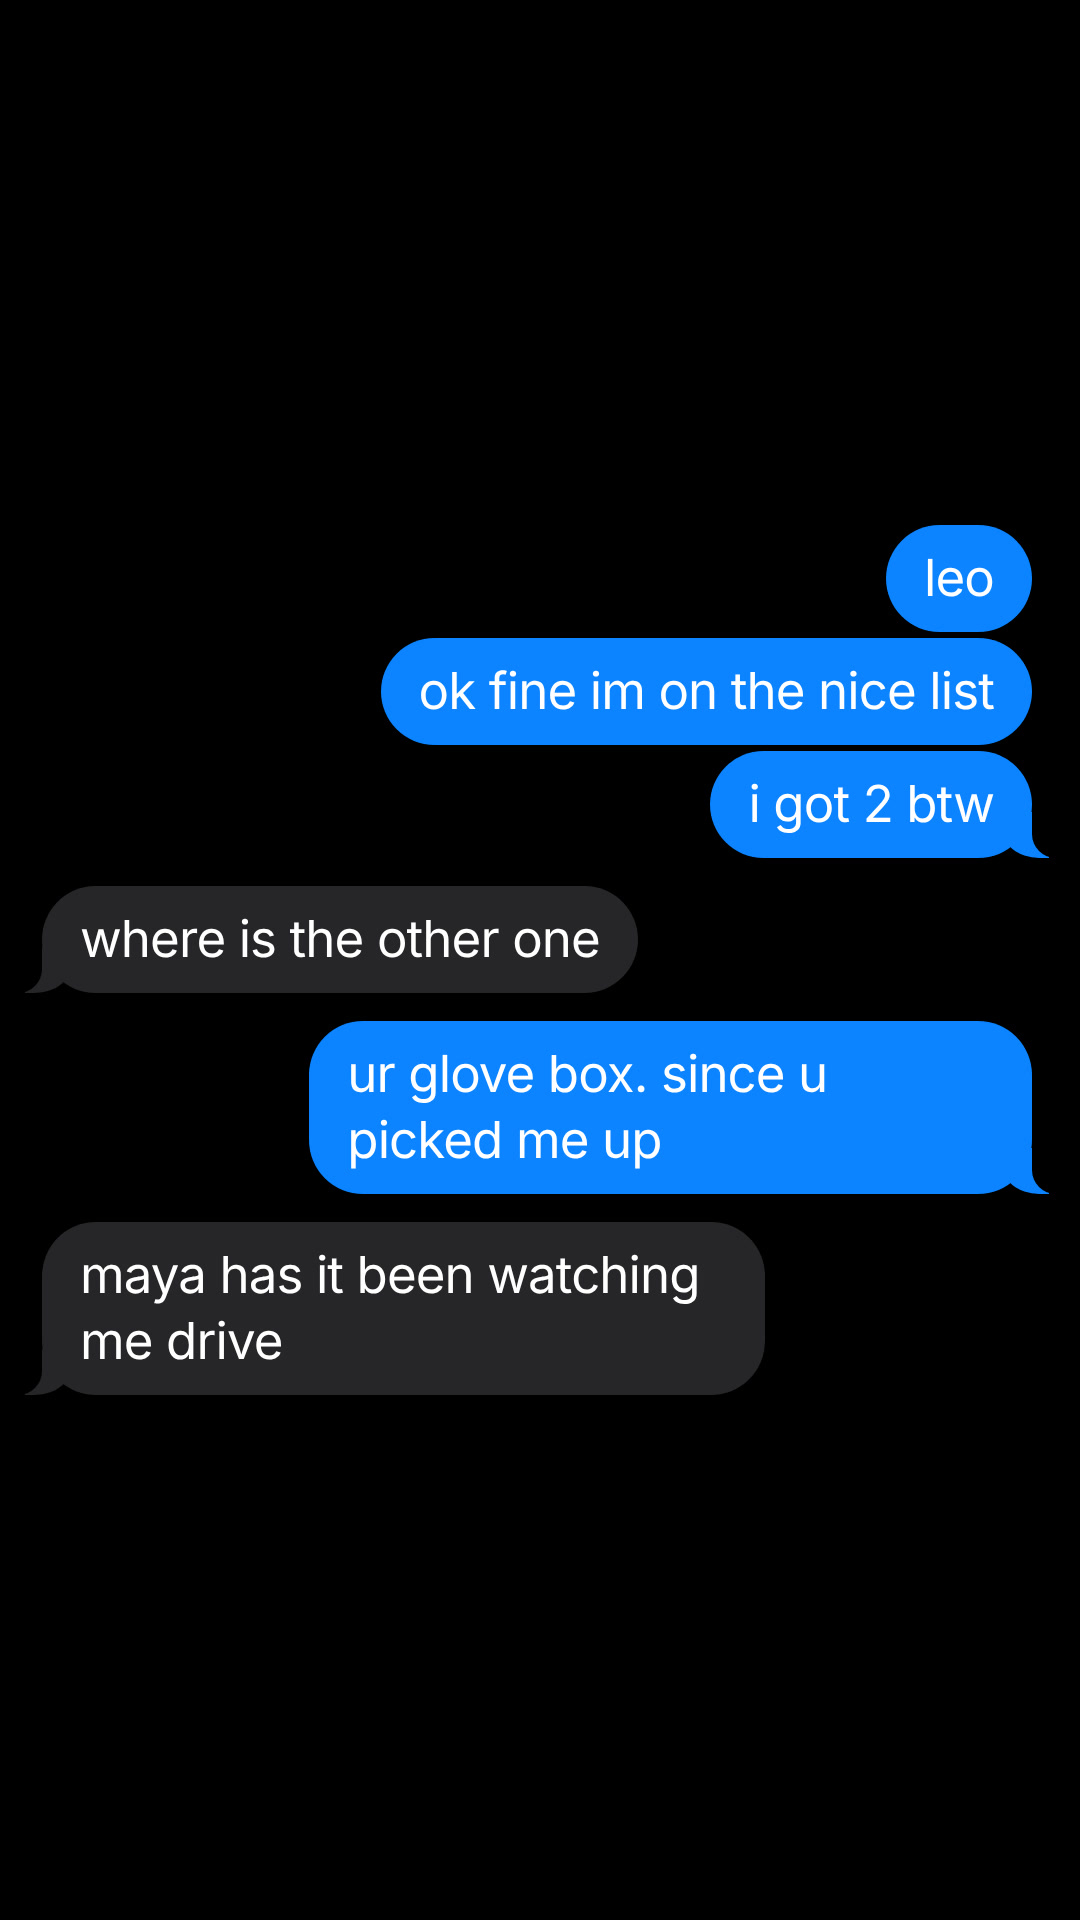 leo
ok fine im on the nice list
i got 2 btw
where is the other one
ur glove box. since u
picked me up
maya has it been watching
me drive